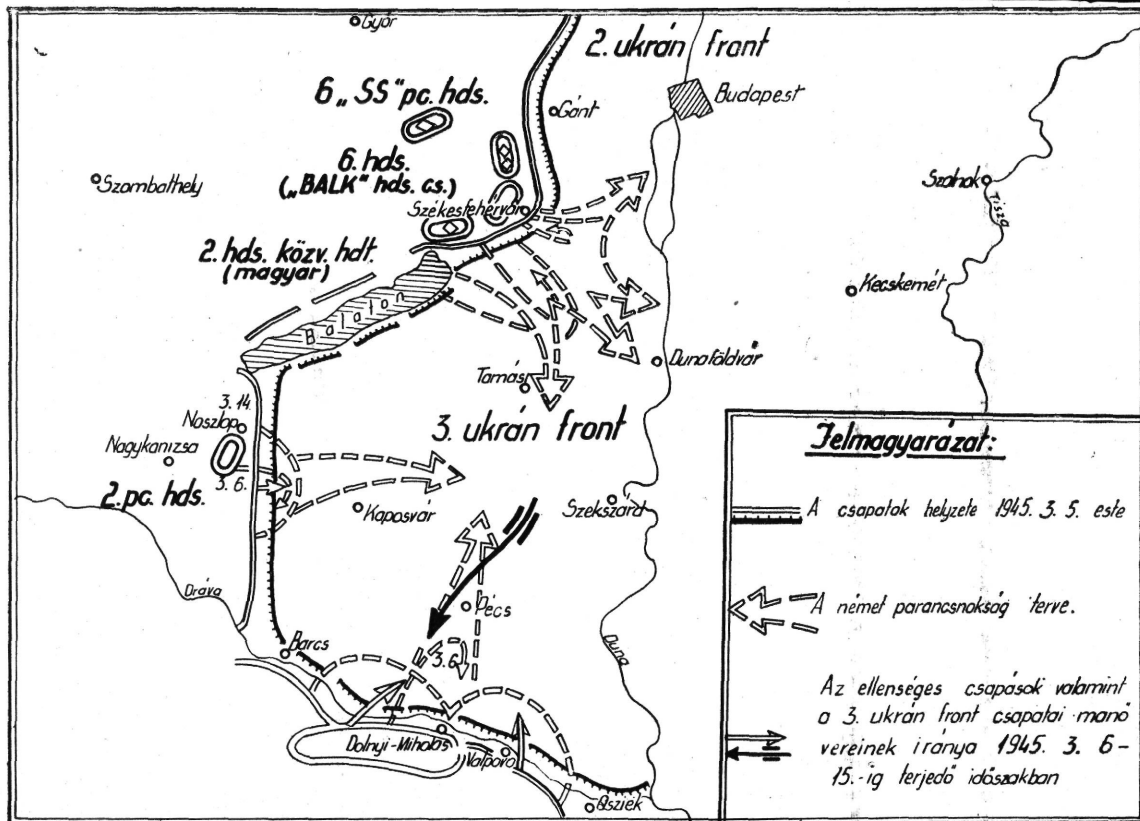 Győr
2. ukrán front
6 „SS" pc. hds.
Budapest
Gánt
6. hds.
(„BALK" hds. cs.)
Szombathely
Szolnok
Tisza
Székesfehérvár
2. hds. közv. hdt.
(magyar)
Kecskemét
Balaton
Dunaföldvár
Tamás
3. 14.
Noszlop
3. ukrán front
Nagykanizsa
3. 6.
2. pc. hds.
Kaposvár
Szekszárd
Dráva
Pécs
Barcs
3. 6.
Duna
Dolnyi-Miholás
Valpovo
Osziek
Jelmagyarázat:
A csapatok helyzete 1945. 3. 5. este
A német parancsnokság terve.
Az ellenséges csapások valamint
a 3. ukrán front csapatai manő
vereinek iránya 1945. 3. 6–
15.-ig terjedő időszakban